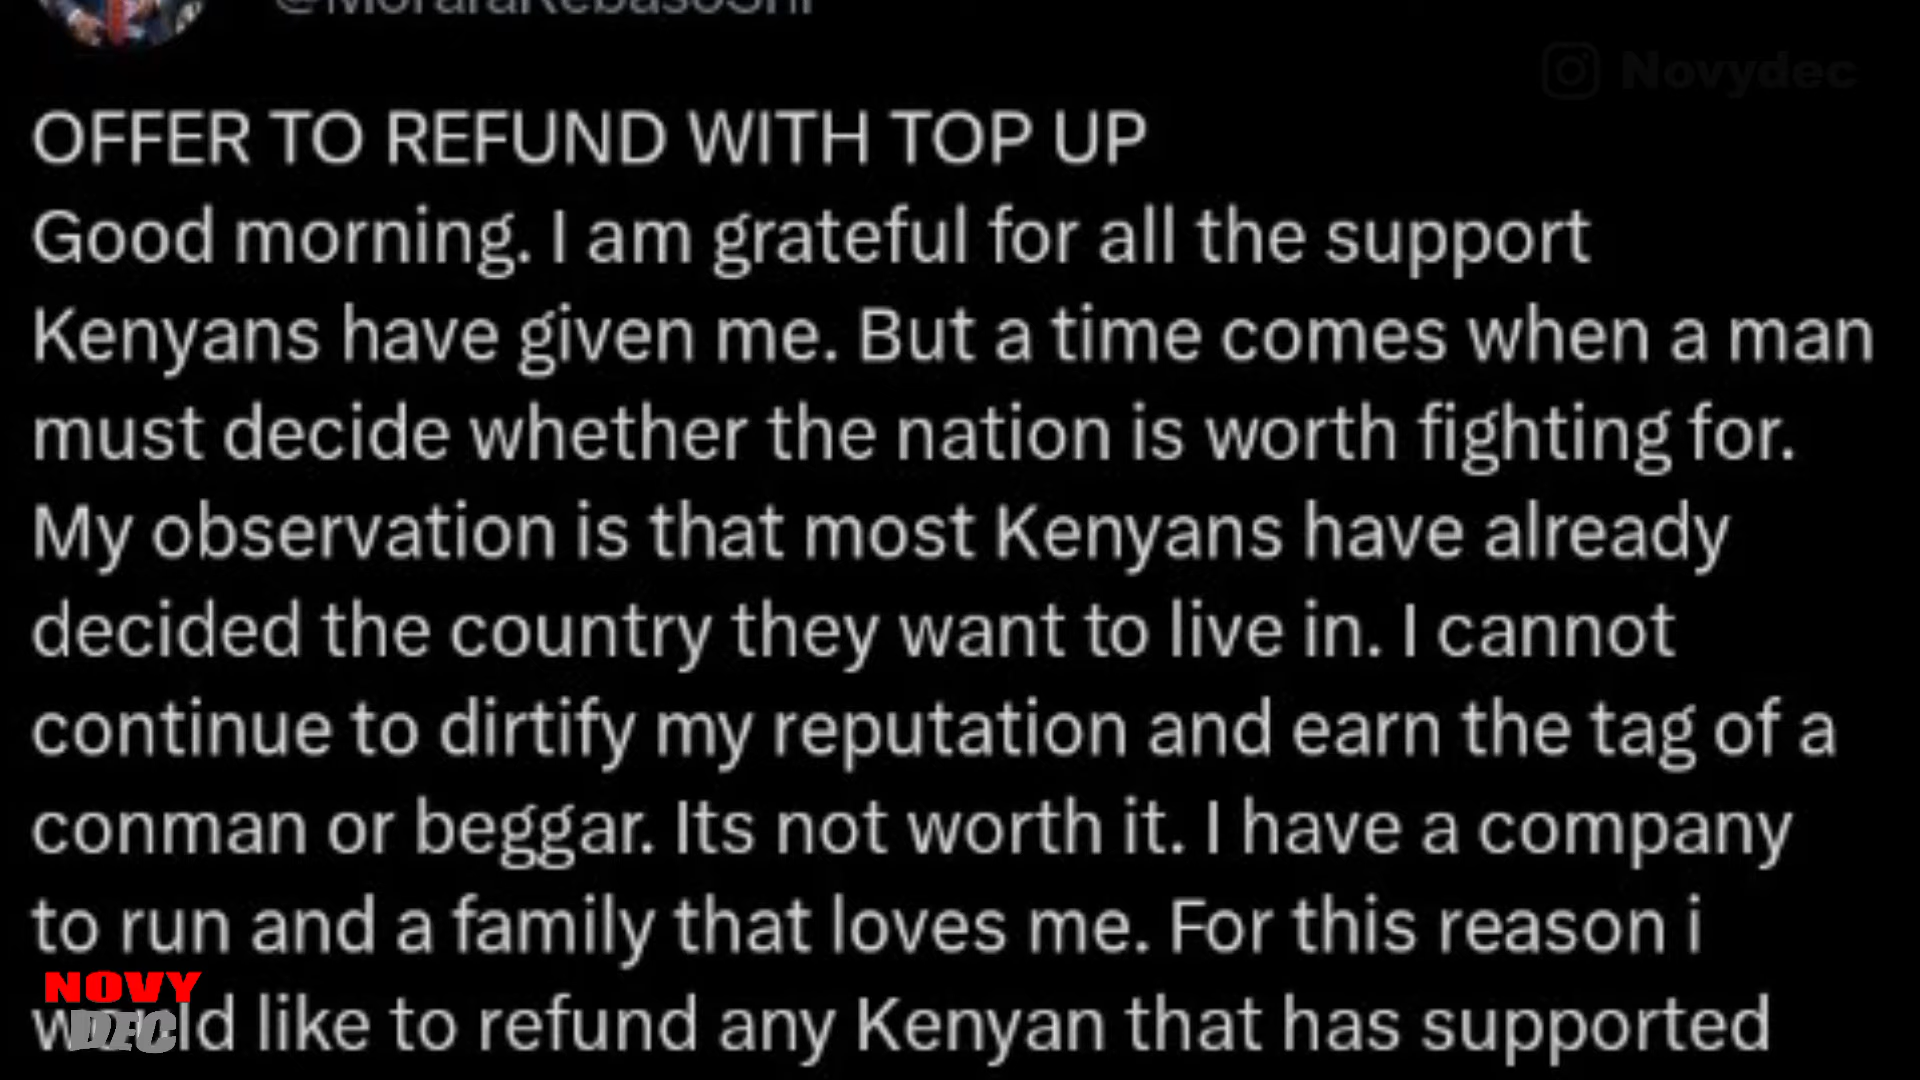 @MoraraKebasoSnr
Novydec
OFFER TO REFUND WITH TOP UP
Good morning. I am grateful for all the support
Kenyans have given me. But a time comes when a man
must decide whether the nation is worth fighting for.
My observation is that most Kenyans have already
decided the country they want to live in. I cannot
continue to dirtify my reputation and earn the tag of a
conman or beggar. Its not worth it. I have a company
to run and a family that loves me. For this reason i
would like to refund any Kenyan that has supported
NOVY
DEC